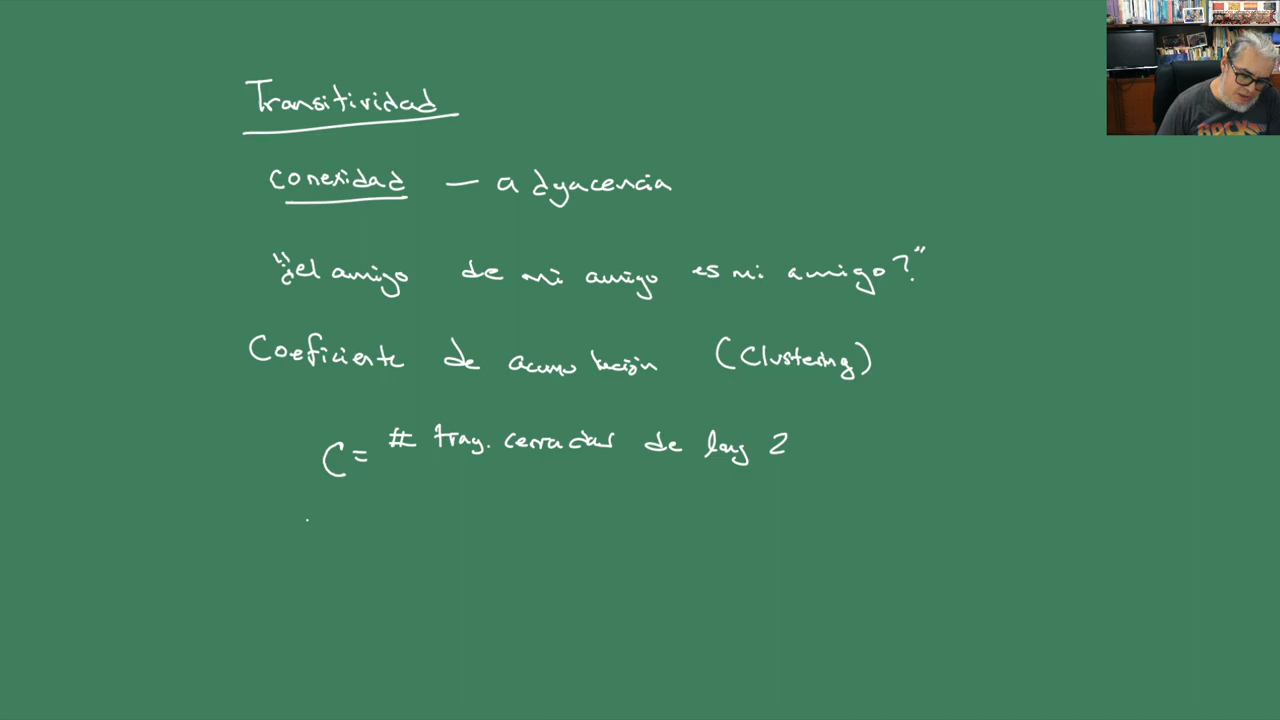 Transitividad
conexidad — adyacencia
"¿el amigo de mi amigo es mi amigo?"
Coeficiente de acumulación (Clustering)
C = # tray. cerradas de long 2
ROCK